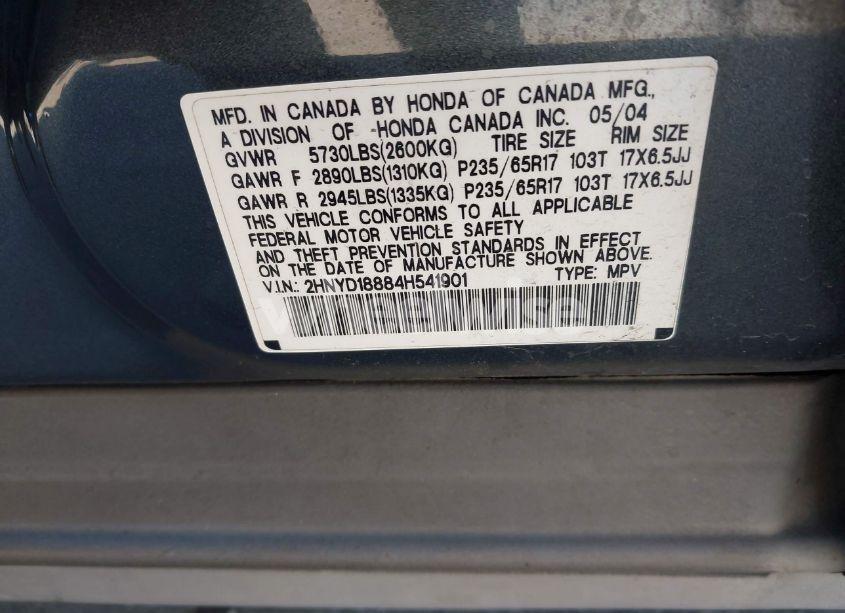 MFD. IN CANADA BY HONDA OF CANADA MFG.,
A DIVISION OF HONDA CANADA INC. 05/04
GVWR 5730LBS(2600KG) TIRE SIZE RIM SIZE
GAWR F 2890LBS(1310KG) P235/65R17 103T 17X6.5JJ
GAWR R 2945LBS(1335KG) P235/65R17 103T 17X6.5JJ
THIS VEHICLE CONFORMS TO ALL APPLICABLE
FEDERAL MOTOR VEHICLE SAFETY
AND THEFT PREVENTION STANDARDS IN EFFECT
ON THE DATE OF MANUFACTURE SHOWN ABOVE.
V.I.N.: 2HNYD18884H541901 TYPE: MPV